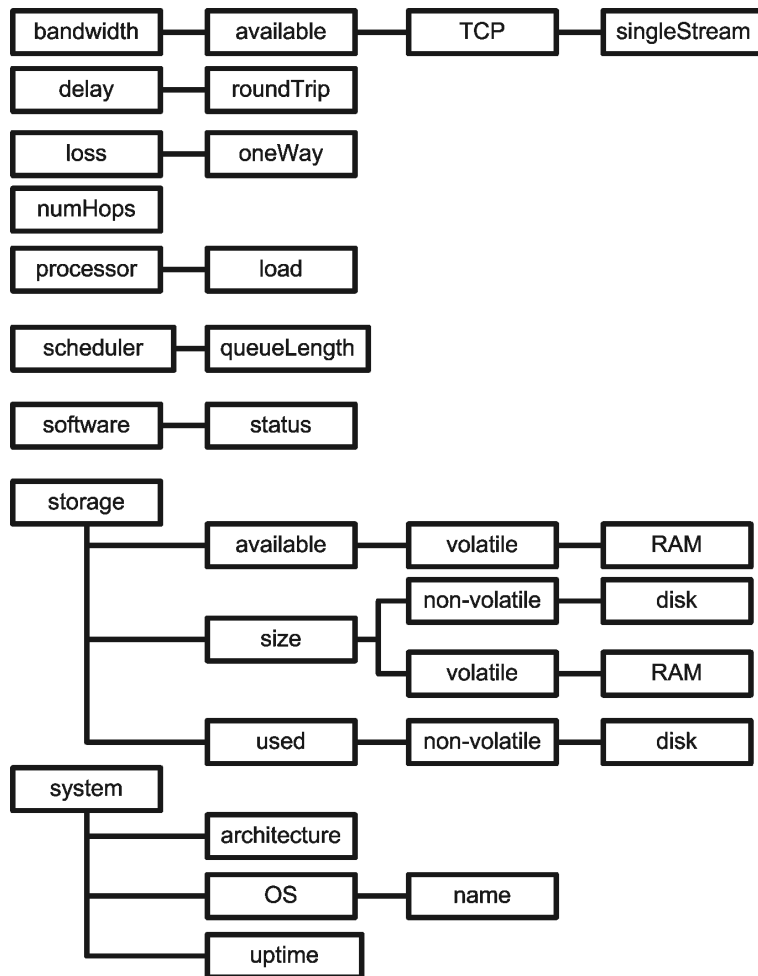 bandwidth available TCP singleStream
delay roundTrip
loss oneWay
numHops
processor load
scheduler queueLength
software status
storage
available volatile RAM
non-volatile disk
size
volatile RAM
used non-volatile disk
system
architecture
OS name
uptime